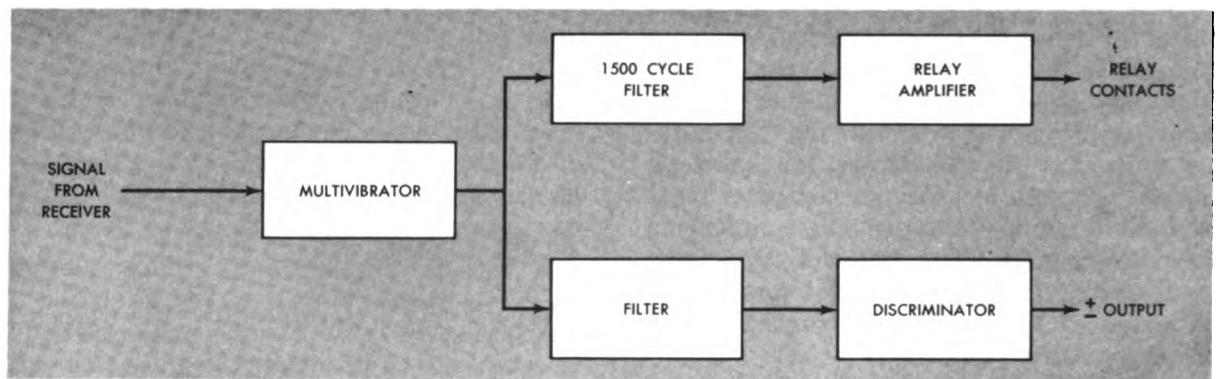 SIGNAL
FROM
RECEIVER
MULTIVIBRATOR
1500 CYCLE
FILTER
RELAY
AMPLIFIER
RELAY
CONTACTS
FILTER
DISCRIMINATOR
± OUTPUT